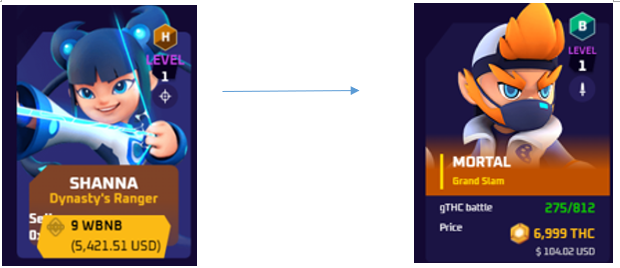 H
LEVEL
1
SHANNA
Dynasty's Ranger
9 WBNB
(5,421.51 USD)
B
LEVEL
1
MORTAL
Grand Slam
gTHC battle 275/812
Price 6,999 THC
$ 104.02 USD